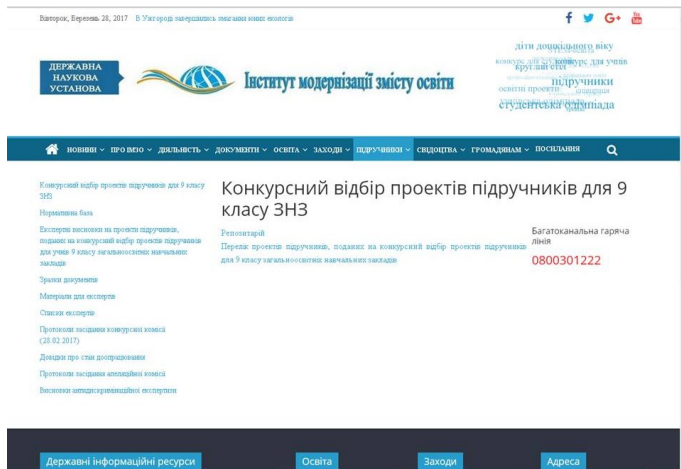 Вівторок, Березень 28, 2017 В Ужгороді завершились змагання юних екологів
ДЕРЖАВНА
НАУКОВА
УСТАНОВА
Інститут модернізації змісту освіти
діти дошкільного віку
круглий стіл
підручники
освітні проекти
студентська олімпіада
НОВИНИ ПРО ІМЗО ДІЯЛЬНІСТЬ ДОКУМЕНТИ ОСВІТА ЗАХОДИ ПІДРУЧНИКИ СВІДОЦТВА ГРОМАДЯНАМ ПОСИЛАННЯ
Конкурсний відбір проектів підручників для 9 класу
ЗНЗ
Нормативна база
Експертні висновки на проекти підручників,
поданих на конкурсний відбір проектів підручників
для учнів 9 класу загальноосвітніх навчальних
закладів
Зразки документів
Матеріали для експертів
Списки експертів
Протоколи засідання конкурсної комісії
(28.02.2017)
Довідки про стан доопрацювання
Протоколи засідання апеляційної комісії
Висновки антидискримінаційної експертизи
Конкурсний відбір проектів підручників для 9
класу ЗНЗ
Репозитарій
Перелік проектів підручників, поданих на конкурсний відбір проектів підручників
для 9 класу загальноосвітніх навчальних закладів
Багатоканальна гаряча
лінія
0800301222
Державні інформаційні ресурси
Освіта
Заходи
Адреса